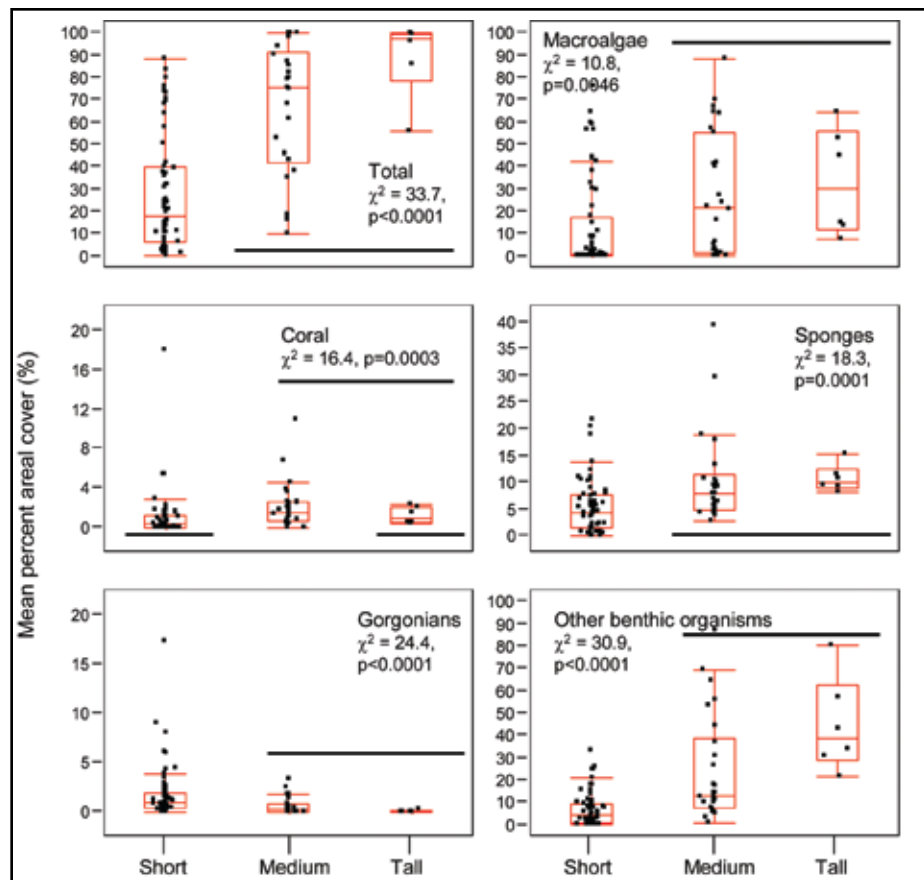 Mean percent areal cover (%)
100
90
80
70
60
50
40
30
20
10
0
Total
χ² = 33.7,
p<0.0001
100
90
80
70
60
50
40
30
20
10
0
Macroalgae
χ² = 10.8,
p=0.0046
20
16
12
8
4
0
Coral
χ² = 16.4, p=0.0003
40
35
30
25
20
15
10
5
0
Sponges
χ² = 18.3,
p=0.0001
20
15
10
5
0
Gorgonians
χ² = 24.4,
p<0.0001
100
90
80
70
60
50
40
30
20
10
0
Other benthic organisms
χ² = 30.9,
p<0.0001
Short Medium Tall
Short Medium Tall